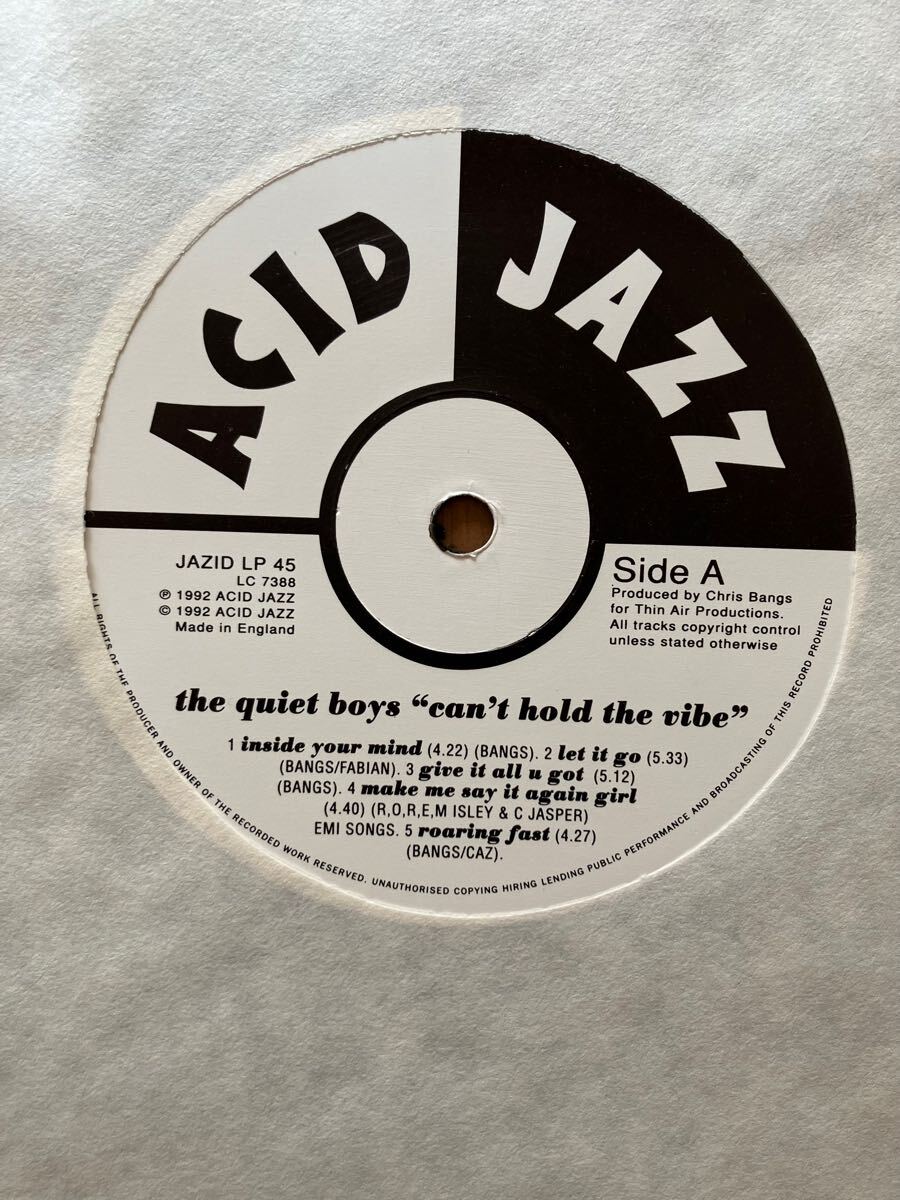 ACID JAZZ
JAZID LP 45
LC 7388
℗ 1992 ACID JAZZ
© 1992 ACID JAZZ
Made in England
Side A
Produced by Chris Bangs
for Thin Air Productions.
All tracks copyright control
unless stated otherwise
the quiet boys “can't hold the vibe”
1 inside your mind (4.22) (BANGS). 2 let it go (5.33)
(BANGS/FABIAN). 3 give it all u got (5.12)
(BANGS). 4 make me say it again girl
(4.40) (R,O,R,E,M ISLEY & C JASPER)
EMI SONGS. 5 roaring fast (4.27)
(BANGS/CAZ).
ALL RIGHTS OF THE PRODUCER AND OWNER OF THE RECORDED WORK RESERVED. UNAUTHORISED COPYING HIRING LENDING PUBLIC PERFORMANCE AND BROADCASTING OF THIS RECORD PROHIBITED